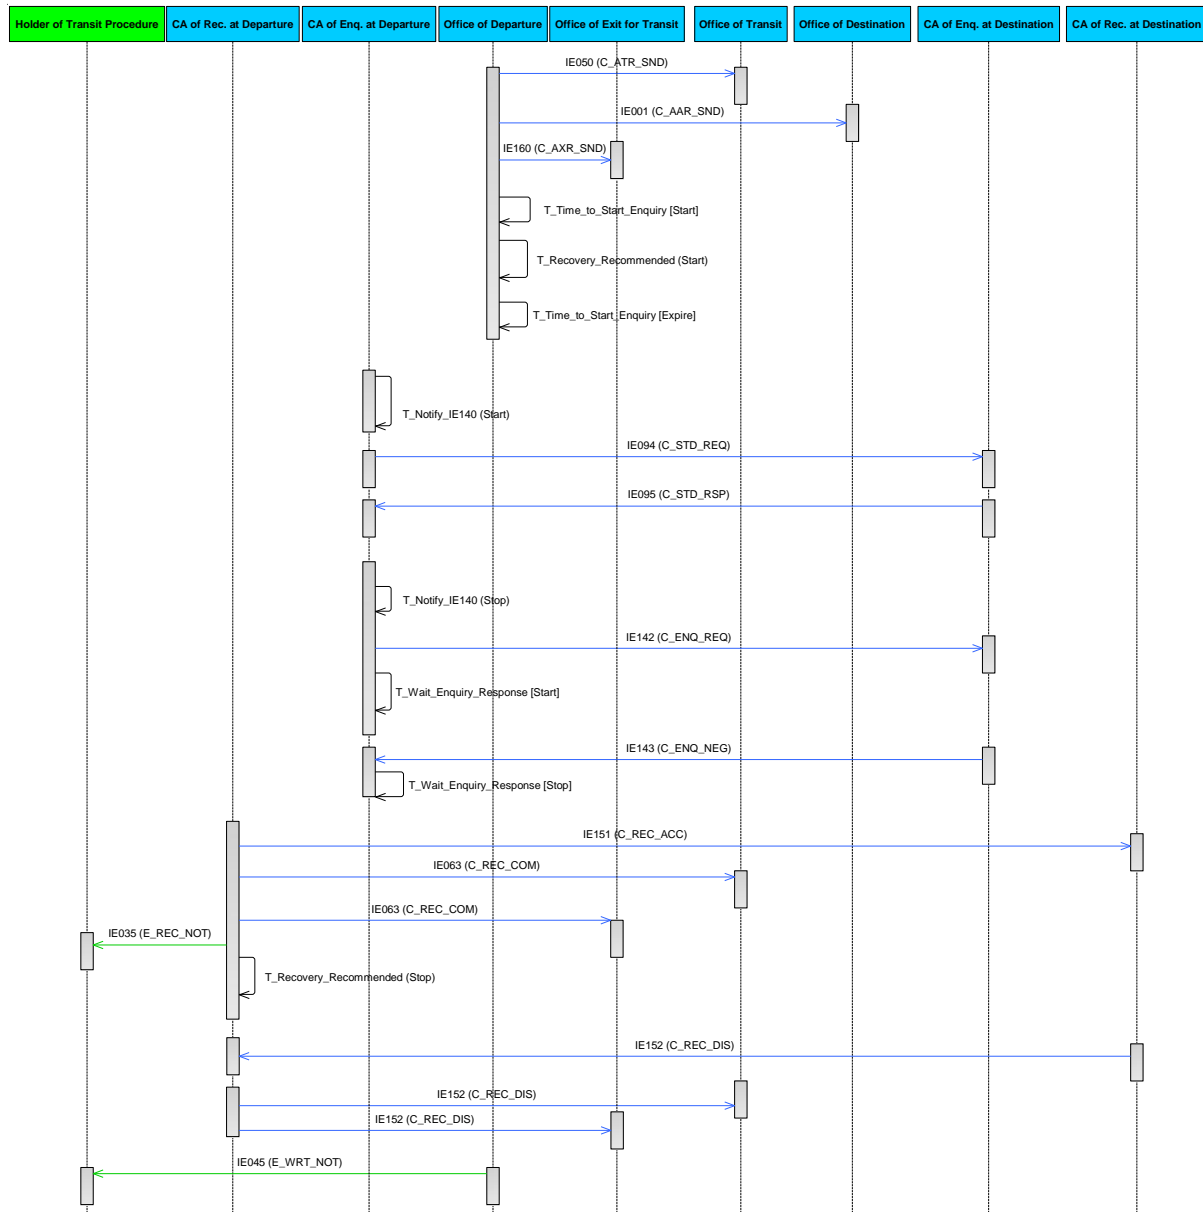 Holder of Transit Procedure
CA of Rec. at Departure
CA of Enq. at Departure
Office of Departure
Office of Exit for Transit
Office of Transit
Office of Destination
CA of Enq. at Destination
CA of Rec. at Destination
IE050 (C_ATR_SND)
IE001 (C_AAR_SND)
IE160 (C_AXR_SND)
T_Time_to_Start_Enquiry [Start]
T_Recovery_Recommended (Start)
T_Time_to_Start_Enquiry [Expire]
T_Notify_IE140 (Start)
IE094 (C_STD_REQ)
IE095 (C_STD_RSP)
T_Notify_IE140 (Stop)
IE142 (C_ENQ_REQ)
T_Wait_Enquiry_Response [Start]
IE143 (C_ENQ_NEG)
T_Wait_Enquiry_Response [Stop]
IE151 (C_REC_ACC)
IE063 (C_REC_COM)
IE063 (C_REC_COM)
IE035 (E_REC_NOT)
T_Recovery_Recommended (Stop)
IE152 (C_REC_DIS)
IE152 (C_REC_DIS)
IE152 (C_REC_DIS)
IE045 (E_WRT_NOT)